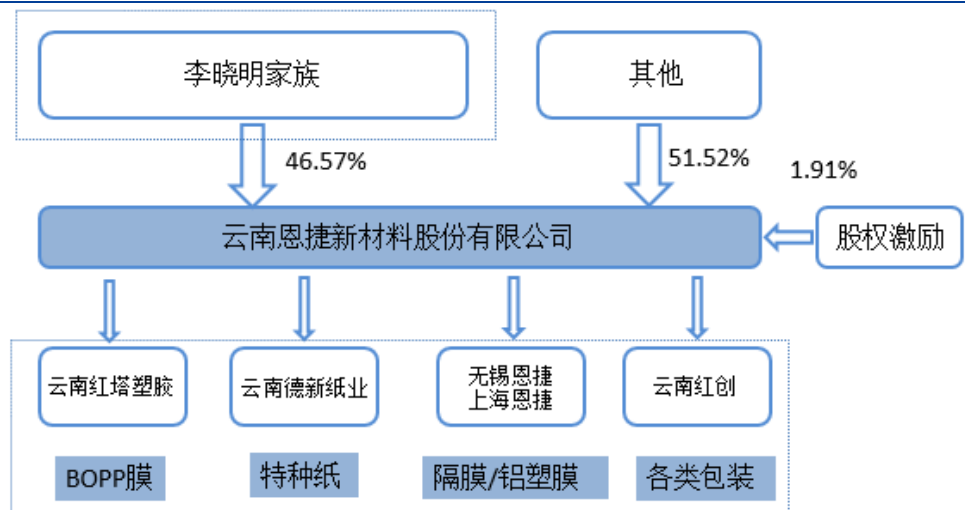 李晓明家族
其他
46.57%
51.52%
1.91%
云南恩捷新材料股份有限公司
股权激励
云南红塔塑胶
云南德新纸业
无锡恩捷
上海恩捷
云南红创
BOPP膜
特种纸
隔膜/铝塑膜
各类包装